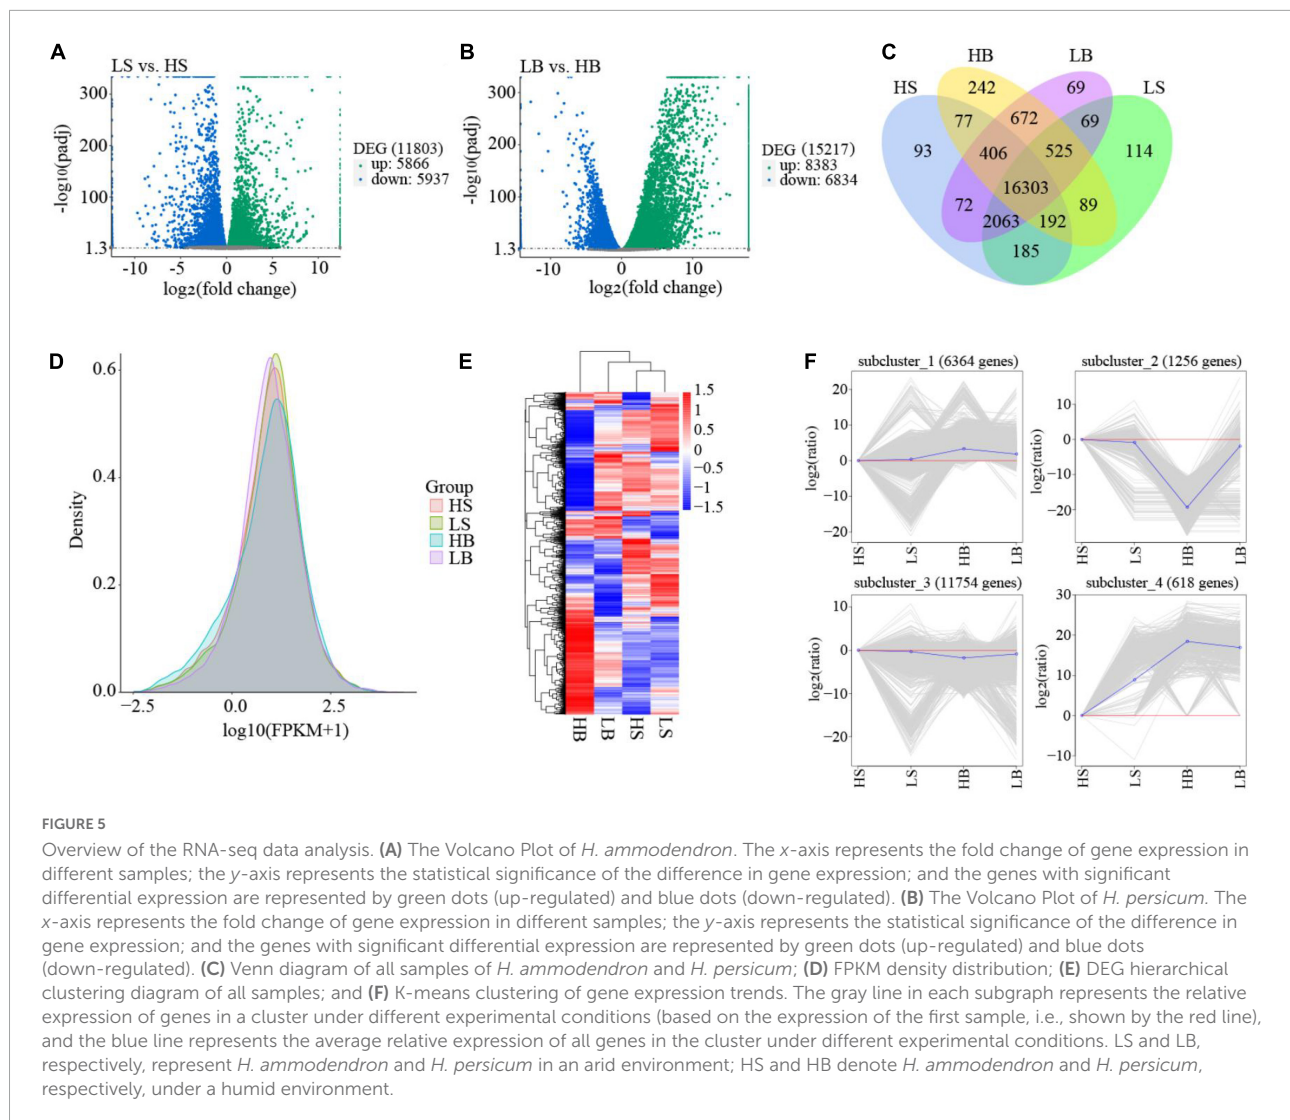 A
LS vs. HS
300
200
100
1.3
-log10(padj)
-10
-5
0
5
10
log2(fold change)
DEG (11803)
up: 5866
down: 5937
B
LB vs. HB
300
200
100
1.3
-log10(padj)
-10
0
10
log2(fold change)
DEG (15217)
up: 8383
down: 6834
C
HS
HB
LB
LS
242
69
77
672
69
93
406
525
114
16303
72
2063
192
89
185
D
0.6
0.4
0.2
0.0
Density
−2.5
0.0
2.5
log10(FPKM+1)
Group
HS
LS
HB
LB
E
1.5
1
0.5
0
−0.5
−1
−1.5
HB
LB
HS
LS
F
subcluster_1 (6364 genes)
20
10
0
−10
−20
log2(ratio)
HS
LS
HB
LB
subcluster_2 (1256 genes)
10
0
−10
−20
log2(ratio)
HS
LS
HB
LB
subcluster_3 (11754 genes)
10
0
−10
−20
log2(ratio)
HS
LS
HB
LB
subcluster_4 (618 genes)
30
20
10
0
−10
log2(ratio)
HS
LS
HB
LB
FIGURE 5
Overview of the RNA-seq data analysis. (A) The Volcano Plot of H. ammodendron. The x-axis represents the fold change of gene expression in
different samples; the y-axis represents the statistical significance of the difference in gene expression; and the genes with significant
differential expression are represented by green dots (up-regulated) and blue dots (down-regulated). (B) The Volcano Plot of H. persicum. The
x-axis represents the fold change of gene expression in different samples; the y-axis represents the statistical significance of the difference in
gene expression; and the genes with significant differential expression are represented by green dots (up-regulated) and blue dots
(down-regulated). (C) Venn diagram of all samples of H. ammodendron and H. persicum; (D) FPKM density distribution; (E) DEG hierarchical
clustering diagram of all samples; and (F) K-means clustering of gene expression trends. The gray line in each subgraph represents the relative
expression of genes in a cluster under different experimental conditions (based on the expression of the first sample, i.e., shown by the red line),
and the blue line represents the average relative expression of all genes in the cluster under different experimental conditions. LS and LB,
respectively, represent H. ammodendron and H. persicum in an arid environment; HS and HB denote H. ammodendron and H. persicum,
respectively, under a humid environment.